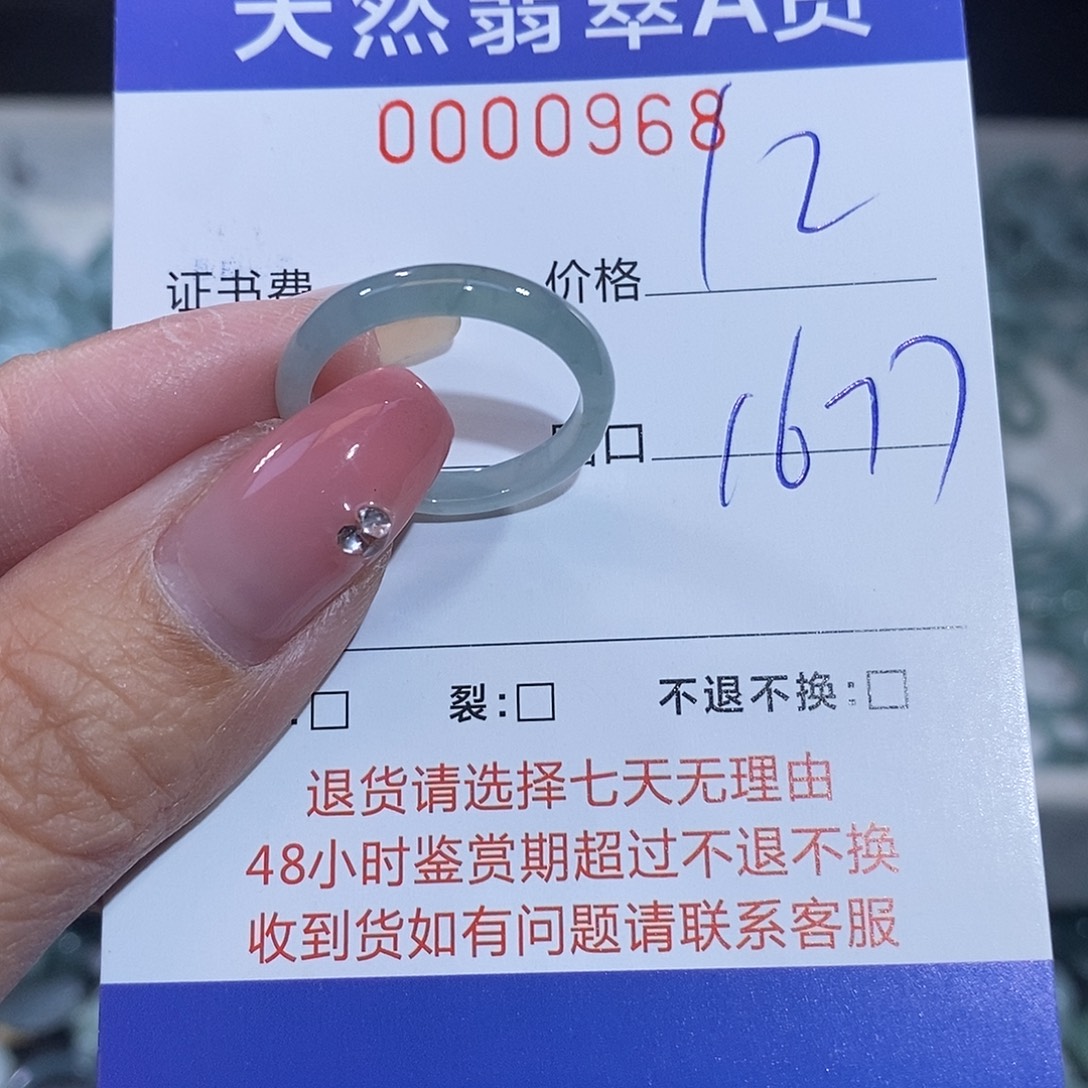 天然翡翠A货
0000968
证书费 价格 12
口 1677
:□ 裂:□ 不退不换:□
退货请选择七天无理由
48小时鉴赏期超过不退不换
收到货如有问题请联系客服